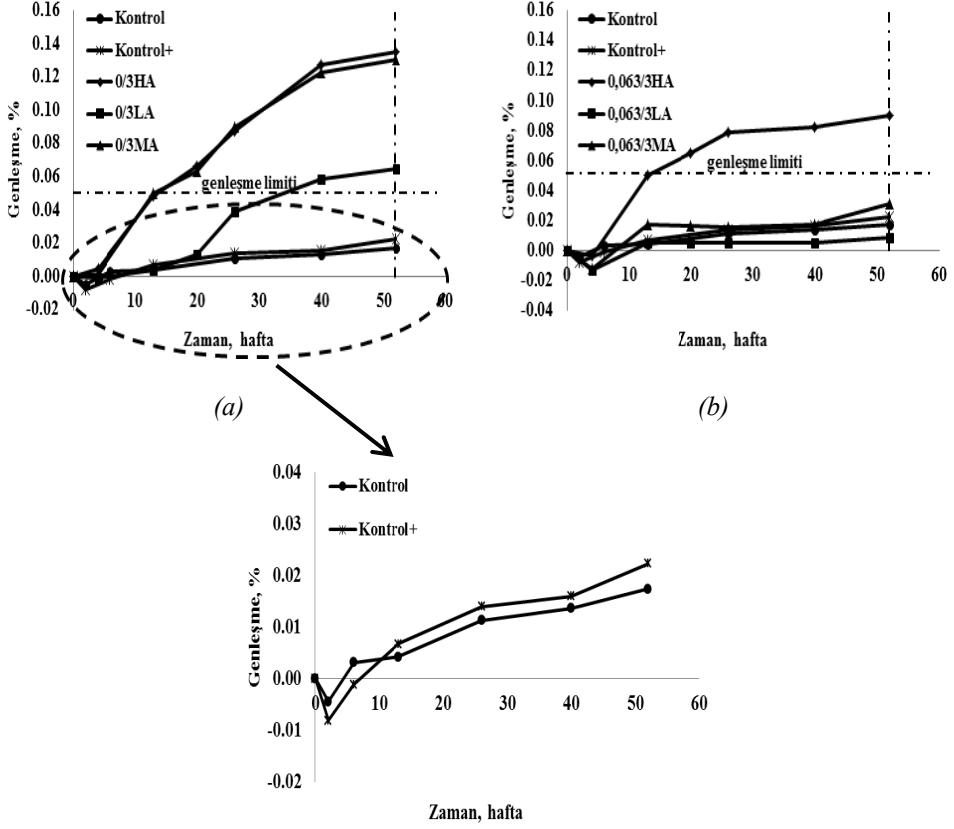 0.16
0.14
0.12
0.10
0.08
0.06
0.04
0.02
0.00
-0.02
Genleşme, %
Kontrol
Kontrol+
0/3HA
0/3LA
0/3MA
genleşme limiti
0 10 20 30 40 50 60
Zaman, hafta
(a)
0.16
0.14
0.12
0.10
0.08
0.06
0.04
0.02
0.00
-0.02
-0.04
Genleşme, %
Kontrol
Kontrol+
0,063/3HA
0,063/3LA
0,063/3MA
genleşme limiti
0 10 20 30 40 50 60
Zaman, hafta
(b)
0.04
0.03
0.02
0.01
0.00
-0.01
-0.02
Genleşme, %
Kontrol
Kontrol+
0 10 20 30 40 50 60
Zaman, hafta